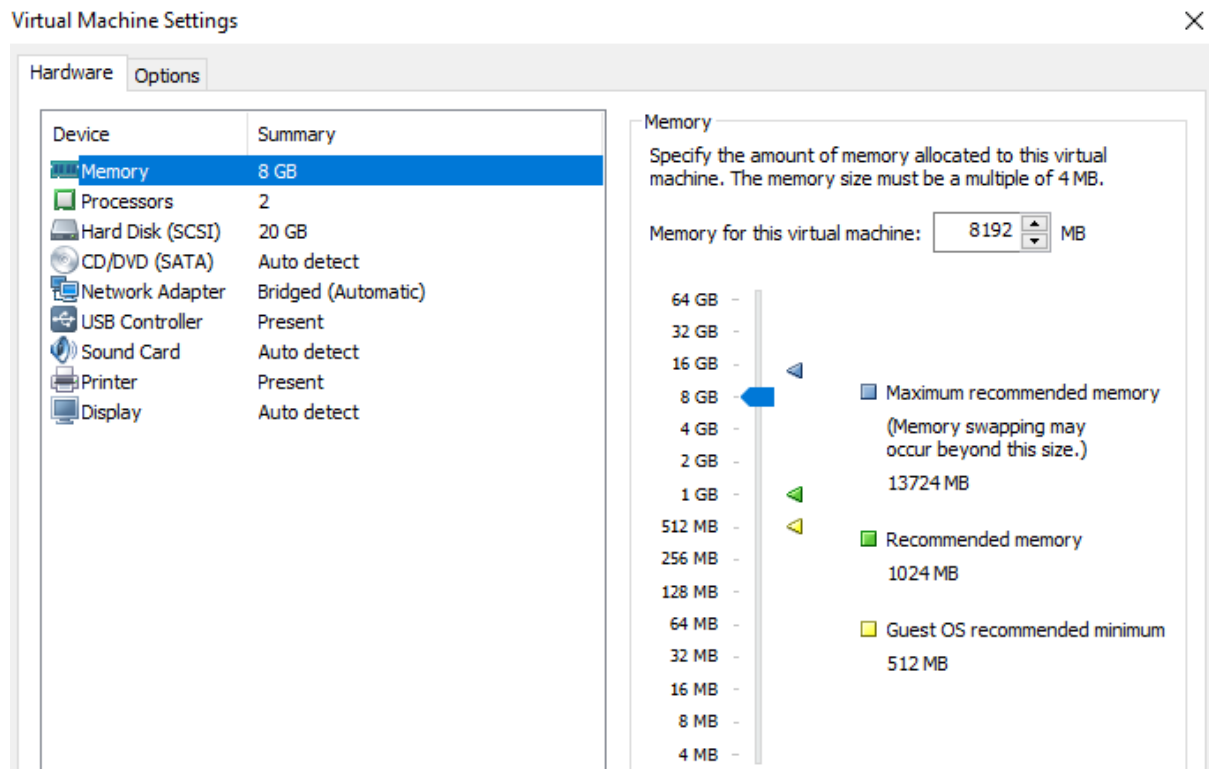 Virtual Machine Settings
Hardware Options
Device Summary
Memory 8 GB
Processors 2
Hard Disk (SCSI) 20 GB
CD/DVD (SATA) Auto detect
Network Adapter Bridged (Automatic)
USB Controller Present
Sound Card Auto detect
Printer Present
Display Auto detect
Memory
Specify the amount of memory allocated to this virtual
machine. The memory size must be a multiple of 4 MB.
Memory for this virtual machine: 8192 MB
64 GB
32 GB
16 GB
8 GB
4 GB
2 GB
1 GB
512 MB
256 MB
128 MB
64 MB
32 MB
16 MB
8 MB
4 MB
Maximum recommended memory
(Memory swapping may
occur beyond this size.)
13724 MB
Recommended memory
1024 MB
Guest OS recommended minimum
512 MB